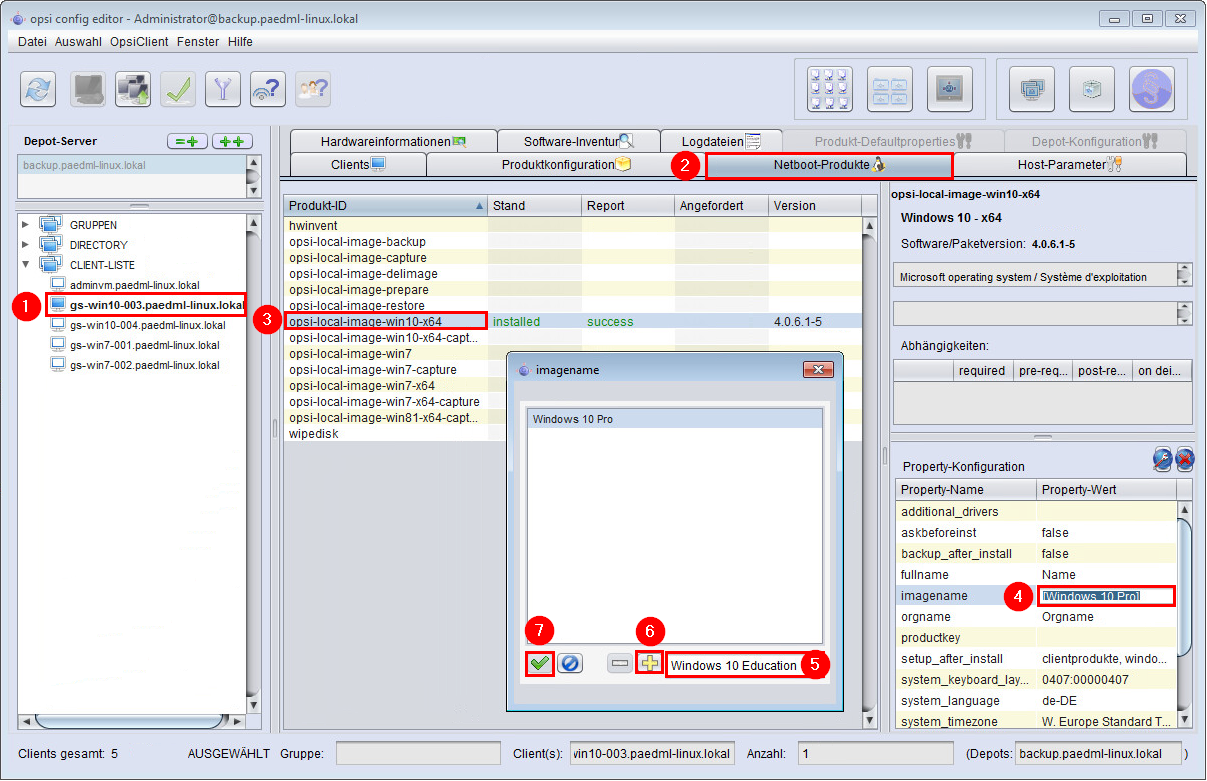 opsi config editor - Administrator@backup.paedml-linux.lokal
Datei Auswahl OpsiClient Fenster Hilfe
Depot-Server
backup.paedml-linux.lokal
GRUPPEN
DIRECTORY
CLIENT-LISTE
adminvm.paedml-linux.lokal
1 gs-win10-003.paedml-linux.lokal
gs-win10-004.paedml-linux.lokal
gs-win7-001.paedml-linux.lokal
gs-win7-002.paedml-linux.lokal
Hardwareinformationen Software-Inventur Logdateien Produkt-Defaultproperties Depot-Konfiguration
Clients Produktkonfiguration 2 Netboot-Produkte Host-Parameter
Produkt-ID Stand Report Angefordert Version
hwinvent
opsi-local-image-backup
opsi-local-image-capture
opsi-local-image-delimage
opsi-local-image-prepare
opsi-local-image-restore
3 opsi-local-image-win10-x64 installed success 4.0.6.1-5
opsi-local-image-win10-x64-capt...
opsi-local-image-win7
opsi-local-image-win7-capture
opsi-local-image-win7-x64
opsi-local-image-win7-x64-capture
opsi-local-image-win81-x64-capt...
wipedisk
imagename
Windows 10 Pro
7 6
Windows 10 Education 5
opsi-local-image-win10-x64
Windows 10 - x64
Software/Paketversion: 4.0.6.1-5
Microsoft operating system / Système d'exploitation
Abhängigkeiten:
required pre-req... post-re... on dei...
Property-Konfiguration
Property-Name Property-Wert
additional_drivers
askbeforeinst false
backup_after_install false
fullname Name
imagename 4 [Windows 10 Pro]
orgname Orgname
productkey
setup_after_install clientprodukte, windo...
system_keyboard_lay... 0407:00000407
system_language de-DE
system_timezone W. Europe Standard T...
Clients gesamt: 5 AUSGEWÄHLT Gruppe: Client(s): vin10-003.paedml-linux.lokal Anzahl: 1 (Depots: backup.paedml-linux.lokal )